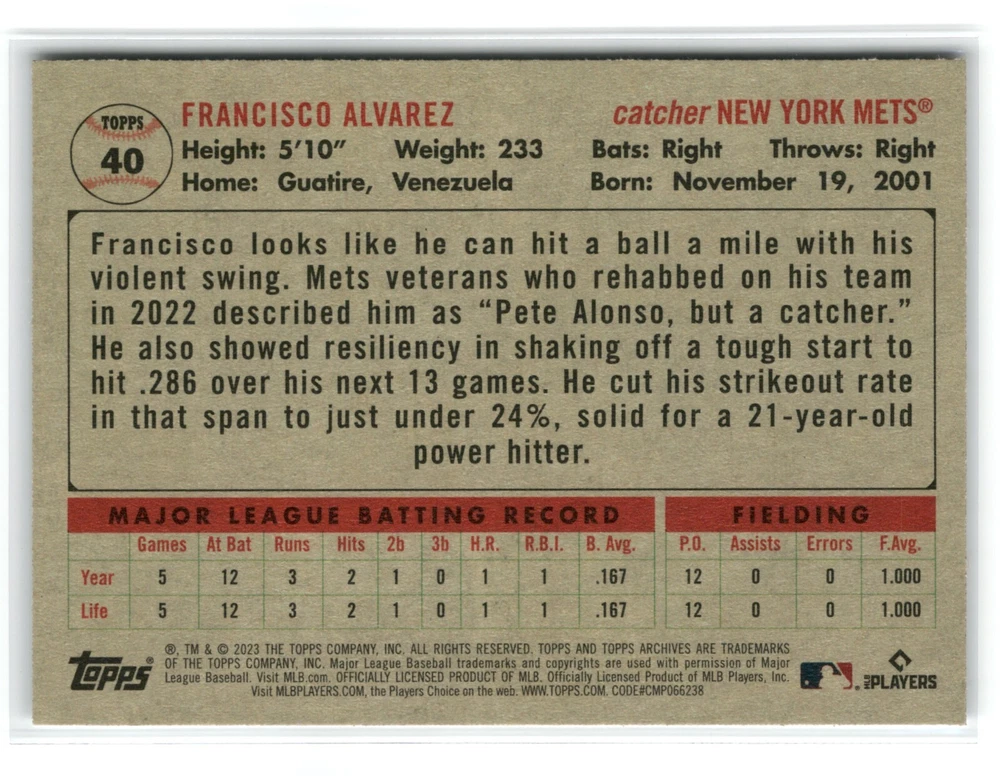 TOPPS
40
FRANCISCO ALVAREZ
catcher NEW YORK METS®
Height: 5'10" Weight: 233 Bats: Right Throws: Right
Home: Guatire, Venezuela Born: November 19, 2001
Francisco looks like he can hit a ball a mile with his
violent swing. Mets veterans who rehabbed on his team
in 2022 described him as “Pete Alonso, but a catcher.”
He also showed resiliency in shaking off a tough start to
hit .286 over his next 13 games. He cut his strikeout rate
in that span to just under 24%, solid for a 21-year-old
power hitter.
MAJOR LEAGUE BATTING RECORD FIELDING
Games At Bat Runs Hits 2b 3b H.R. R.B.I. B. Avg. P.O. Assists Errors F.Avg.
Year 5 12 3 2 1 0 1 1 .167 12 0 0 1.000
Life 5 12 3 2 1 0 1 1 .167 12 0 0 1.000
topps®
®, TM & © 2023 THE TOPPS COMPANY, INC. ALL RIGHTS RESERVED. TOPPS AND TOPPS ARCHIVES ARE TRADEMARKS
OF THE TOPPS COMPANY, INC. Major League Baseball trademarks and copyrights are used with permission of Major
League Baseball. Visit MLB.com. OFFICIALLY LICENSED PRODUCT OF MLB. Officially Licensed Product of MLB Players, Inc.
Visit MLBPLAYERS.COM, the Players Choice on the web. WWW.TOPPS.COM. CODE#CMP066238
MLB PLAYERS